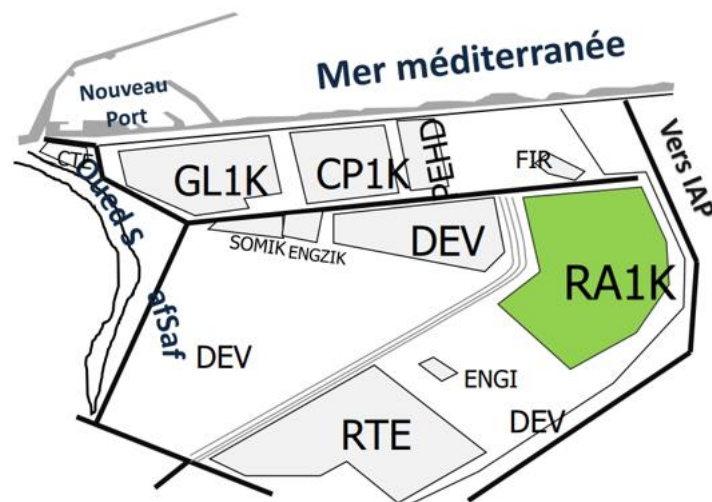 Mer méditerranée
Nouveau
Port
Vers IAP
CTE
GL1K
CP1K
PEHD
FIR
Oued S
afSaf
SOMIK
ENGZIK
DEV
RA1K
DEV
ENGI
DEV
RTE